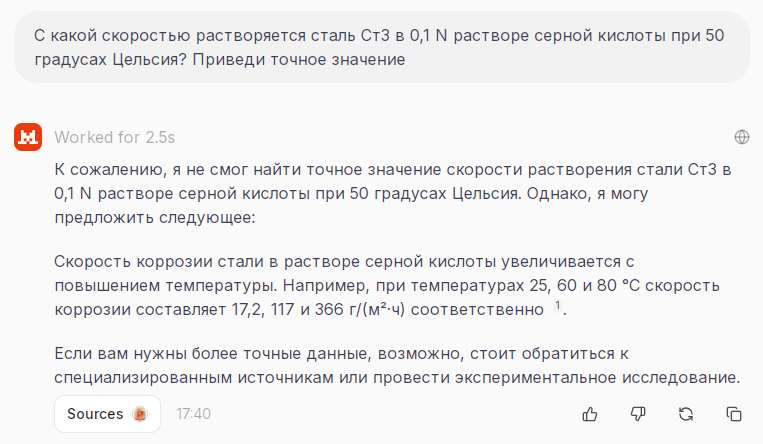 С какой скоростью растворяется сталь Ст3 в 0,1 N растворе серной кислоты при 50
градусах Цельсия? Приведи точное значение
Worked for 2.5s
К сожалению, я не смог найти точное значение скорости растворения стали Ст3 в
0,1 N растворе серной кислоты при 50 градусах Цельсия. Однако, я могу
предложить следующее:
Скорость коррозии стали в растворе серной кислоты увеличивается с
повышением температуры. Например, при температурах 25, 60 и 80 °C скорость
коррозии составляет 17,2, 117 и 366 г/(м²·ч) соответственно 1.
Если вам нужны более точные данные, возможно, стоит обратиться к
специализированным источникам или провести экспериментальное исследование.
Sources 17:40